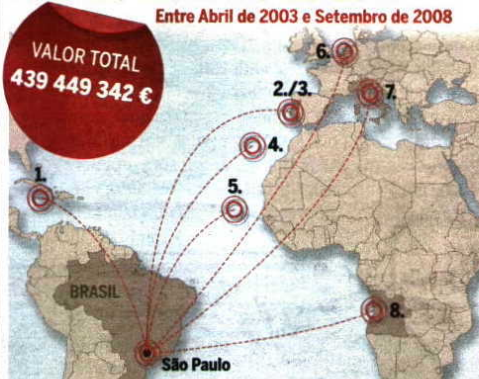 Entre Abril de 2003 e Setembro de 2008
VALOR TOTAL
439 449 342 €
6.
2./3.
7.
4.
1.
5.
BRASIL
8.
São Paulo